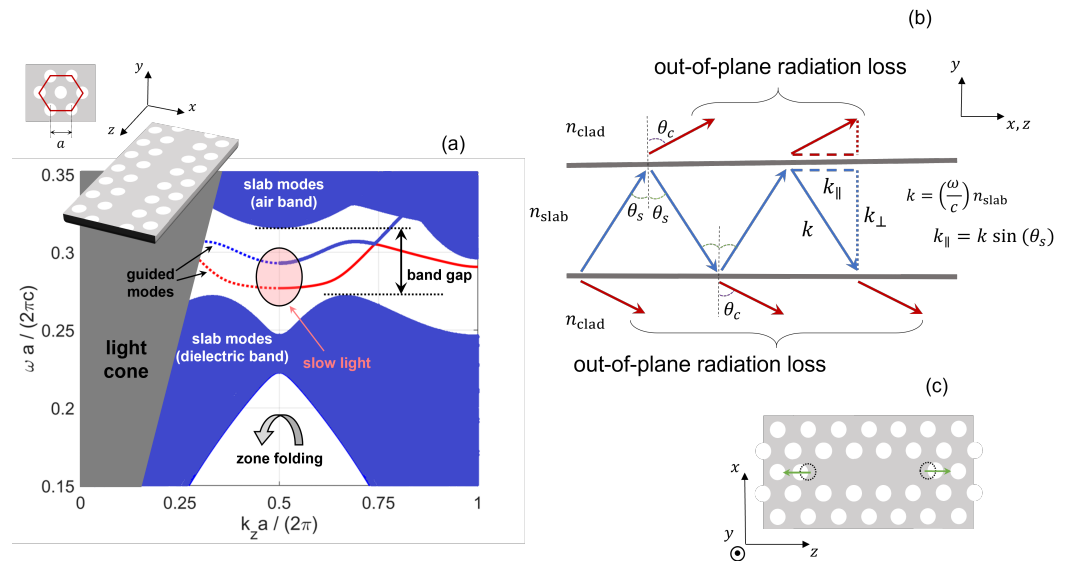 (a)
y
x
z
a
0.35
0.3
0.25
0.2
0.15
ω a / (2πc)
slab modes
(air band)
guided
modes
band gap
slab modes
(dielectric band)
slow light
light
cone
zone folding
0
0.25
0.5
0.75
1
k_z a / (2π)
(b)
out-of-plane radiation loss
y
x, z
n_clad
θ_c
n_slab
θ_s
θ_s
k_∥
k
k_⊥
k = (ω/c) n_slab
k_∥ = k sin (θ_s)
n_clad
θ_c
out-of-plane radiation loss
(c)
x
y
z